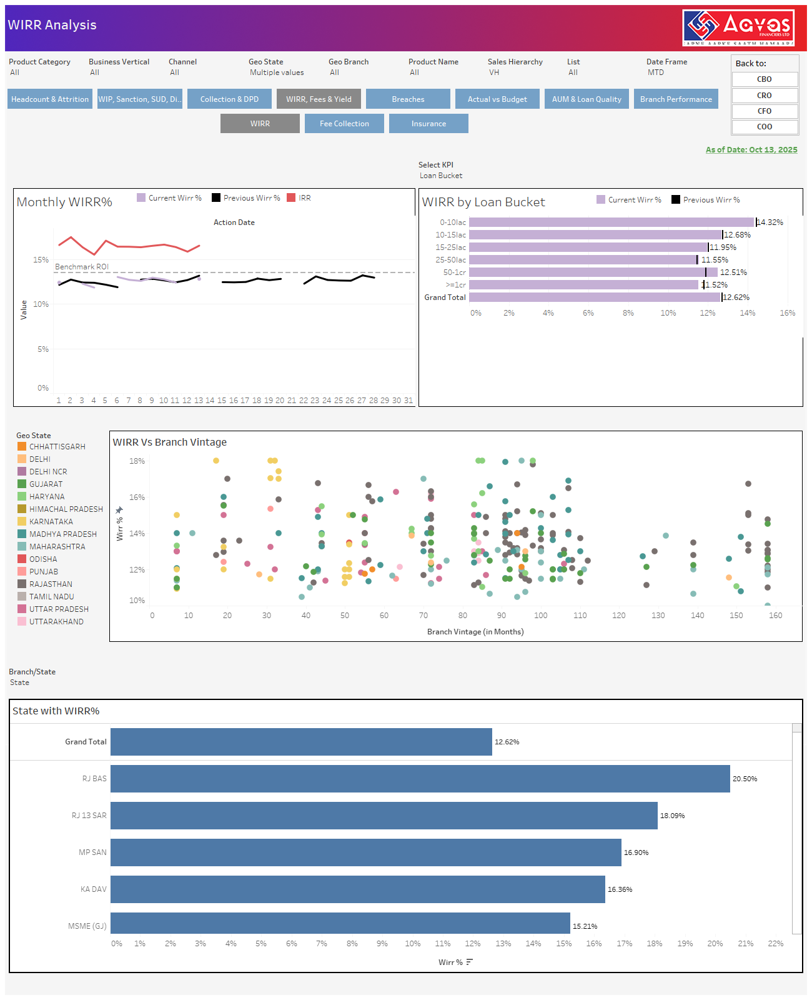 WIRR Analysis
Aavas
FINANCIERS LTD
Product Category
All
Business Vertical
All
Channel
All
Geo State
Multiple values
Geo Branch
All
Product Name
All
Sales Hierarchy
VH
List
All
Date Frame
MTD
Back to:
CBO
CRO
CFO
COO
Headcount & Attrition
WIP, Sanction, SUD, Di..
Collection & DPD
WIRR, Fees & Yield
Breaches
Actual vs Budget
AUM & Loan Quality
Branch Performance
WIRR
Fee Collection
Insurance
As of Date: Oct 13, 2025
Select KPI
Loan Bucket
Monthly WIRR%
Current Wirr %
Previous Wirr %
IRR
Action Date
15%
Benchmark ROI
10%
5%
0%
Value
1 2 3 4 5 6 7 8 9 10 11 12 13 14 15 16 17 18 19 20 21 22 23 24 25 26 27 28 29 30 31
WIRR by Loan Bucket
Current Wirr %
Previous Wirr %
0-10lac 14.32%
10-15lac 12.68%
15-25lac 11.95%
25-50lac 11.55%
50-1cr 12.51%
>=1cr 11.52%
Grand Total 12.62%
0% 2% 4% 6% 8% 10% 12% 14% 16%
Geo State
CHHATTISGARH
DELHI
DELHI NCR
GUJARAT
HARYANA
HIMACHAL PRADESH
KARNATAKA
MADHYA PRADESH
MAHARASHTRA
ODISHA
PUNJAB
RAJASTHAN
TAMIL NADU
UTTAR PRADESH
UTTARAKHAND
WIRR Vs Branch Vintage
18%
16%
14%
12%
10%
Wirr %
0 10 20 30 40 50 60 70 80 90 100 110 120 130 140 150 160
Branch Vintage (in Months)
Branch/State
State
State with WIRR%
Grand Total 12.62%
RJ BAS 20.50%
RJ 13 SAR 18.09%
MP SAN 16.90%
KA DAV 16.36%
MSME (GJ) 15.21%
0% 1% 2% 3% 4% 5% 6% 7% 8% 9% 10% 11% 12% 13% 14% 15% 16% 17% 18% 19% 20% 21% 22%
Wirr %